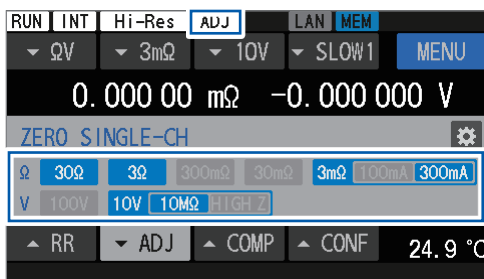 RUN INT Hi-Res ADJ LAN MEM
ΩV 3mΩ 10V SLOW1 MENU
0. 000 00 mΩ -0. 000 000 V
ZERO SINGLE-CH
Ω 30Ω 3Ω 300mΩ 30mΩ 3mΩ 100mA 300mA
V 100V 10V 10MΩ HIGH Z
RR ADJ COMP CONF 24. 9 °C